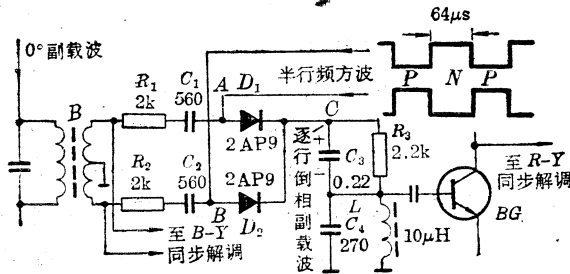 64μs
0°副载波
P N P
半行频方波
R₁
2k
C₁
560
A
D₁
2AP9
B
R₂
2k
C₂
560
B
2AP9
D₂
至B-Y
同步解调
C
逐行倒相副载波
+
-
C₃
0.22
R₃
2.2k
L
10μH
C₄
270
BG
至R-Y
同步解调